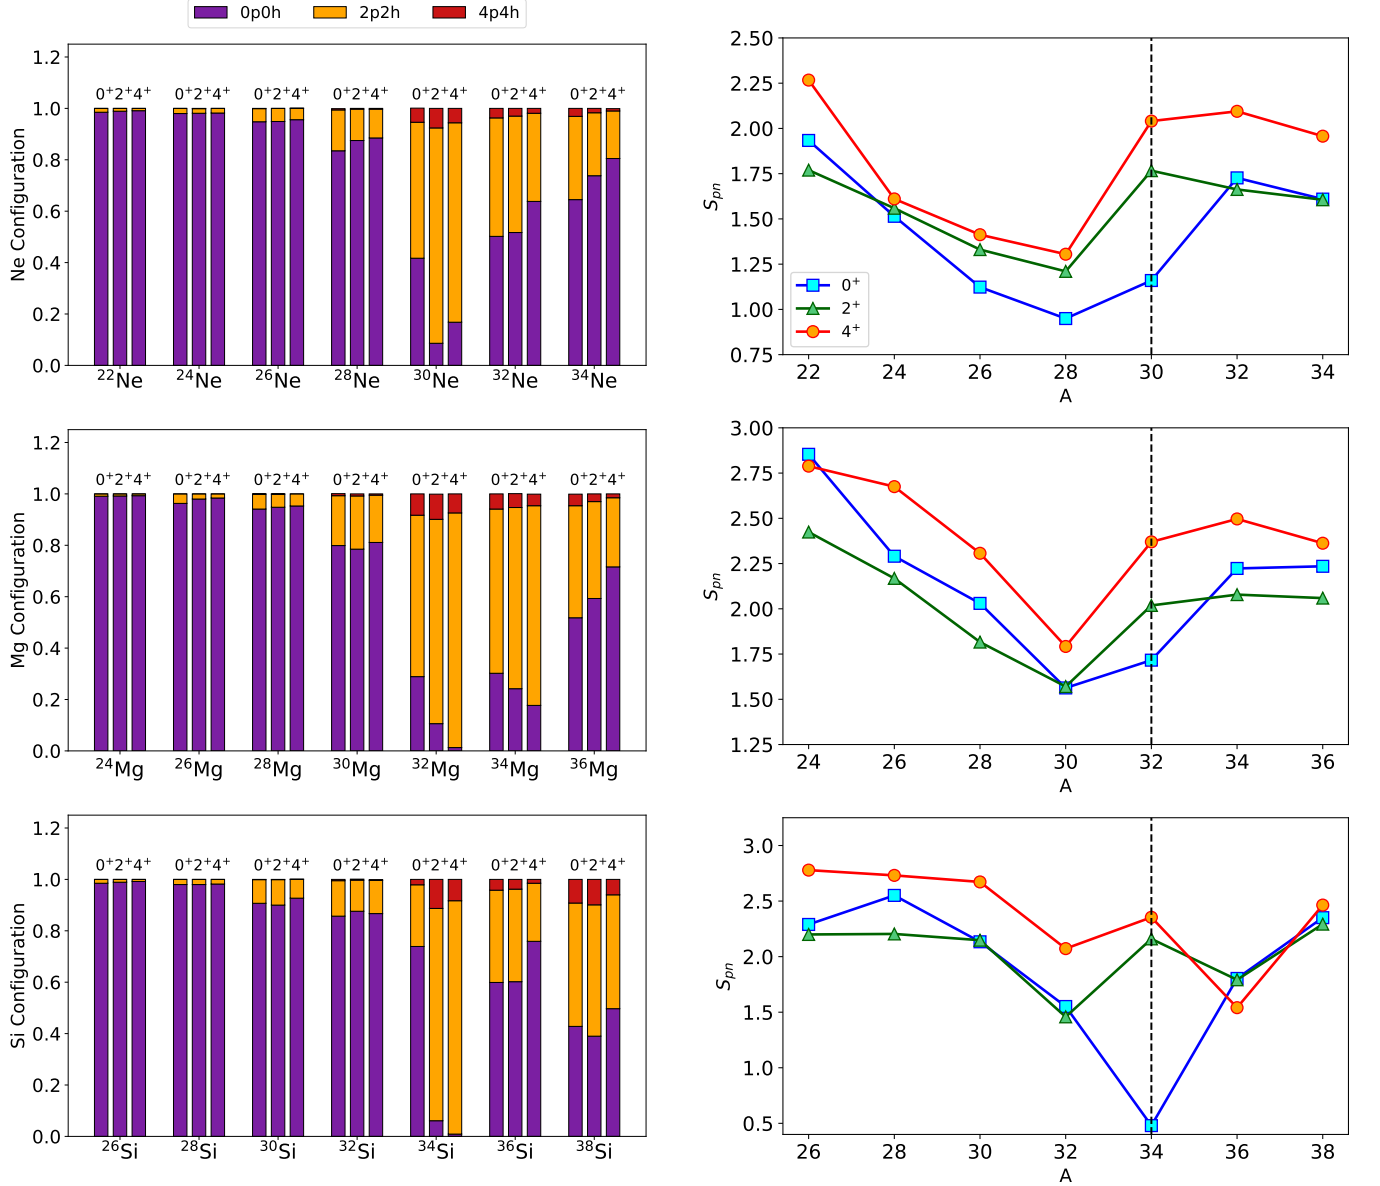 0p0h 2p2h 4p4h
Ne Configuration
1.2
1.0
0.8
0.6
0.4
0.2
0.0
0⁺2⁺4⁺ 0⁺2⁺4⁺ 0⁺2⁺4⁺ 0⁺2⁺4⁺ 0⁺2⁺4⁺ 0⁺2⁺4⁺ 0⁺2⁺4⁺
²²Ne ²⁴Ne ²⁶Ne ²⁸Ne ³⁰Ne ³²Ne ³⁴Ne
S_pn
2.50
2.25
2.00
1.75
1.50
1.25
1.00
0.75
0⁺
2⁺
4⁺
22 24 26 28 30 32 34
A
Mg Configuration
1.2
1.0
0.8
0.6
0.4
0.2
0.0
0⁺2⁺4⁺ 0⁺2⁺4⁺ 0⁺2⁺4⁺ 0⁺2⁺4⁺ 0⁺2⁺4⁺ 0⁺2⁺4⁺ 0⁺2⁺4⁺
²⁴Mg ²⁶Mg ²⁸Mg ³⁰Mg ³²Mg ³⁴Mg ³⁶Mg
S_pn
3.00
2.75
2.50
2.25
2.00
1.75
1.50
1.25
24 26 28 30 32 34 36
A
Si Configuration
1.2
1.0
0.8
0.6
0.4
0.2
0.0
0⁺2⁺4⁺ 0⁺2⁺4⁺ 0⁺2⁺4⁺ 0⁺2⁺4⁺ 0⁺2⁺4⁺ 0⁺2⁺4⁺ 0⁺2⁺4⁺
²⁶Si ²⁸Si ³⁰Si ³²Si ³⁴Si ³⁶Si ³⁸Si
S_pn
3.0
2.5
2.0
1.5
1.0
0.5
26 28 30 32 34 36 38
A